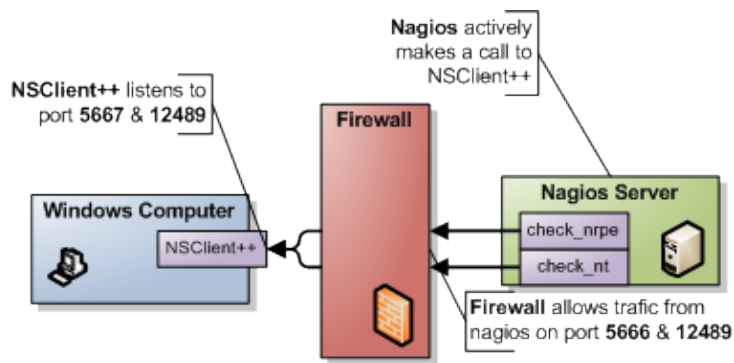 Nagios actively
makes a call to
NSClient++
NSClient++ listens to
port 5667 & 12489
Firewall
Nagios Server
Windows Computer
check_nrpe
NSClient++
check_nt
Firewall allows trafic from
nagios on port 5666 & 12489